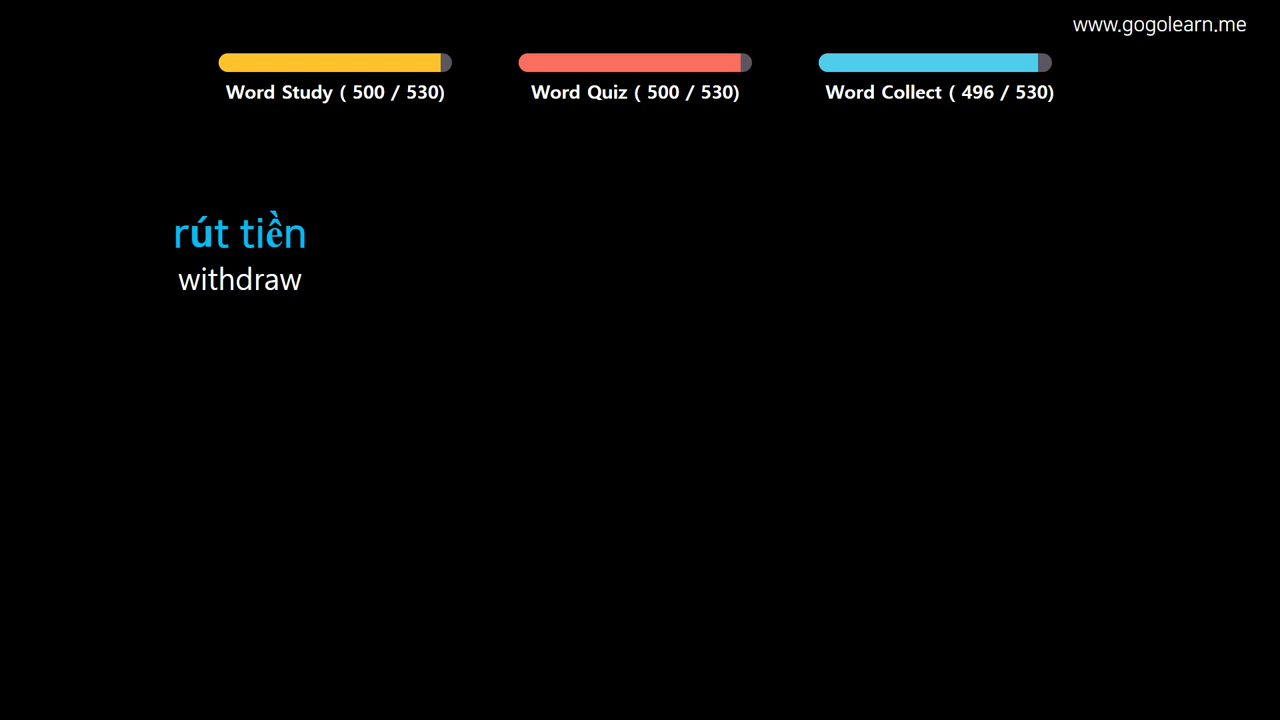 www.gogolearn.me
Word Study ( 500 / 530)
Word Quiz ( 500 / 530)
Word Collect ( 496 / 530)
rút tiền
withdraw